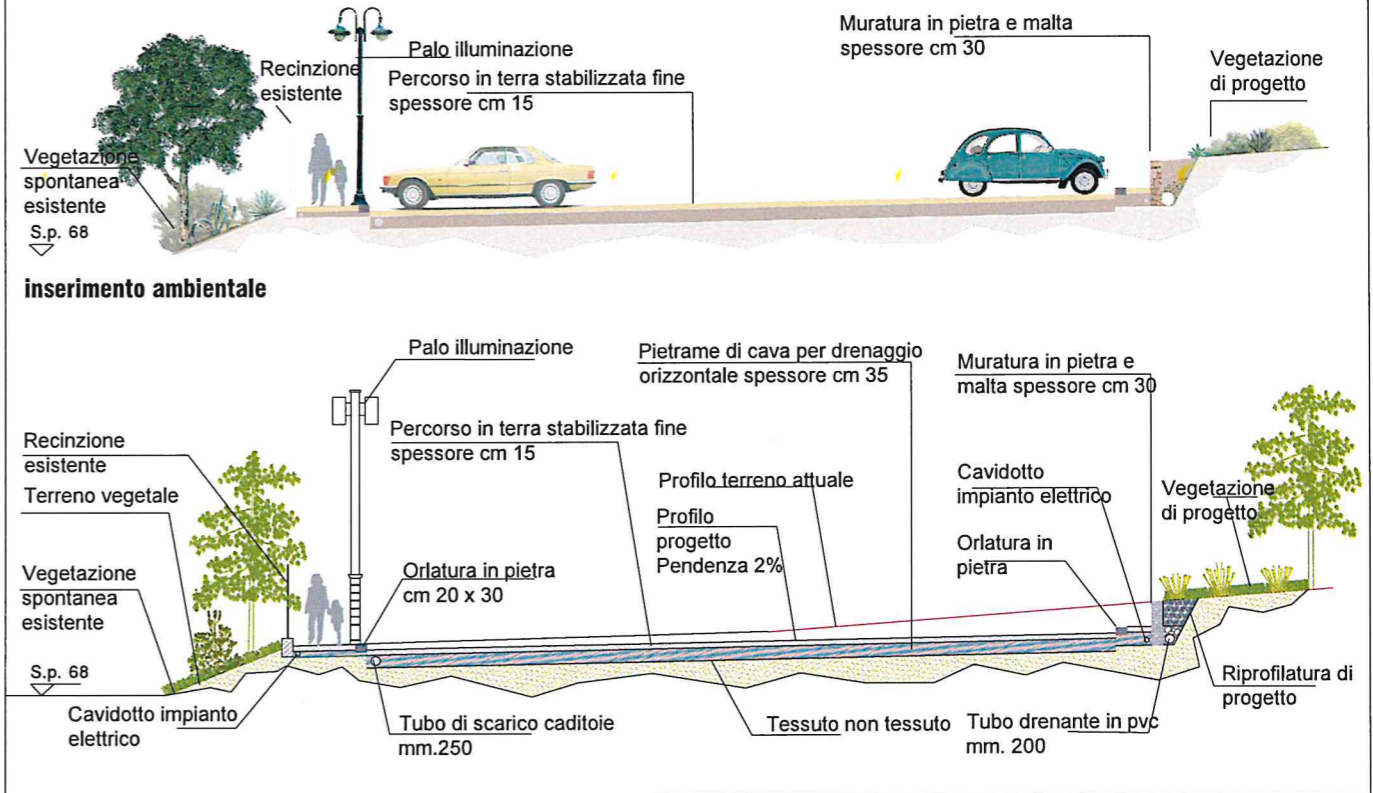 Muratura in pietra e malta
spessore cm 30
Palo illuminazione
Recinzione
esistente
Percorso in terra stabilizzata fine
spessore cm 15
Vegetazione
di progetto
Vegetazione
spontanea
esistente
S.p. 68
inserimento ambientale
Palo illuminazione
Pietrame di cava per drenaggio
orizzontale spessore cm 35
Muratura in pietra e
malta spessore cm 30
Recinzione
esistente
Percorso in terra stabilizzata fine
spessore cm 15
Terreno vegetale
Profilo terreno attuale
Cavidotto
impianto elettrico
Vegetazione
di progetto
Profilo
progetto
Pendenza 2%
Orlatura in
pietra
Vegetazione
spontanea
esistente
Orlatura in pietra
cm 20 x 30
S.p. 68
Riprofilatura di
progetto
Cavidotto impianto
elettrico
Tubo di scarico caditoie
mm.250
Tessuto non tessuto
Tubo drenante in pvc
mm. 200